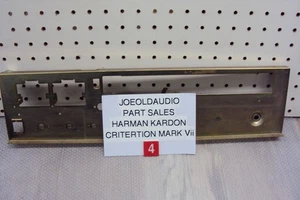 JOEOLDAUDIO
PART SALES
HARMAN KARDON
CRITERTION MARK Vii
4